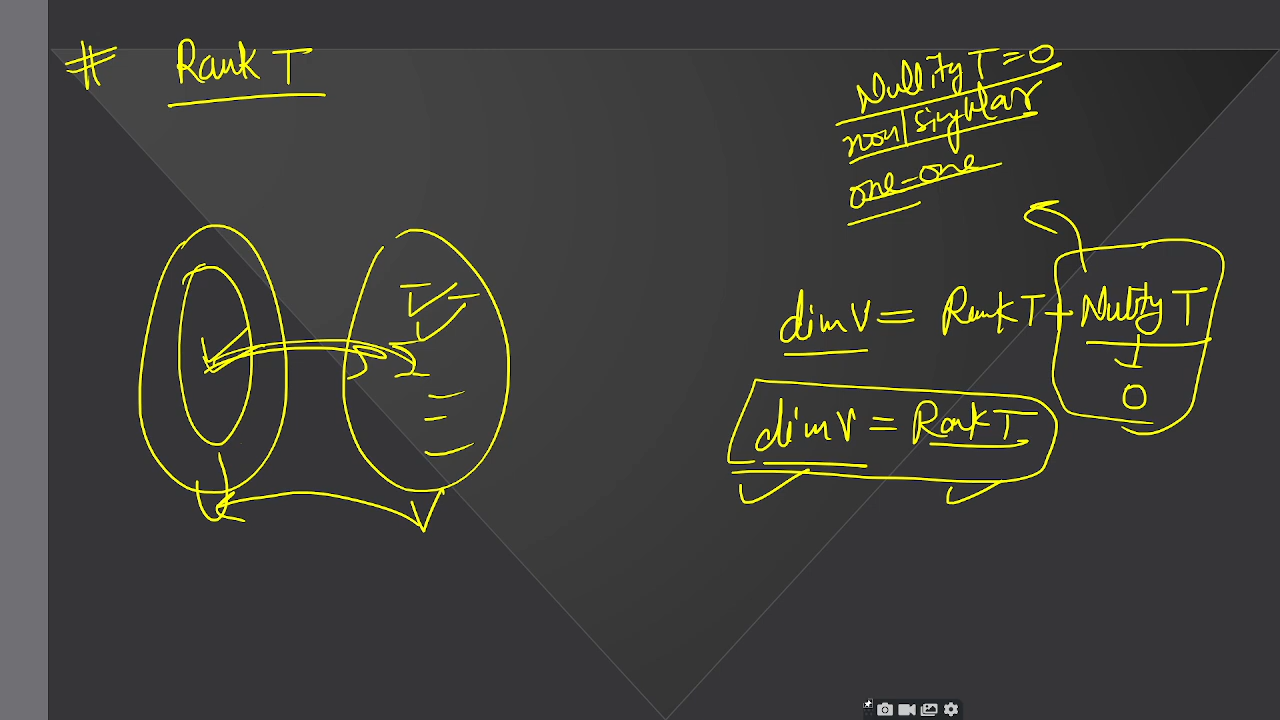 # Rank T
Nullity T = 0
non singular
one-one
dim V = Rank T + Nullity T
0
dim V = Rank T
V